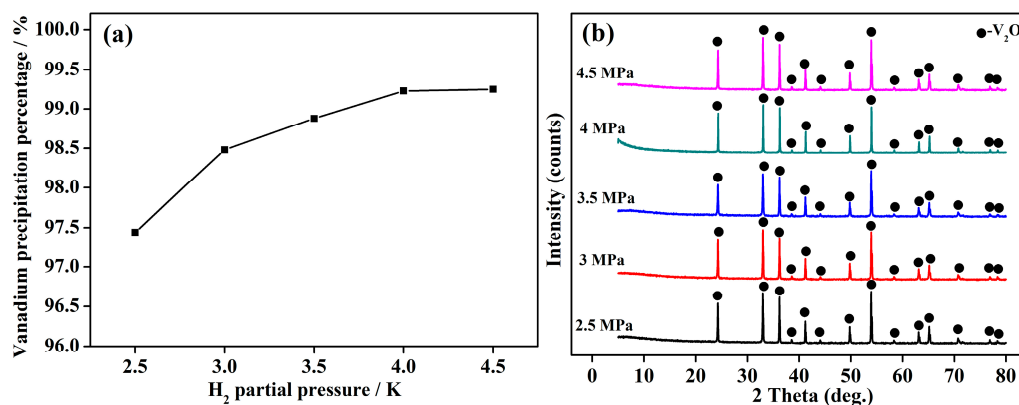 (a)
Vanadium precipitation percentage / %
100.0
99.5
99.0
98.5
98.0
97.5
97.0
96.5
96.0
2.5 3.0 3.5 4.0 4.5
H₂ partial pressure / K
(b)
●-V₂O
Intensity (counts)
4.5 MPa
4 MPa
3.5 MPa
3 MPa
2.5 MPa
0 10 20 30 40 50 60 70 80
2 Theta (deg.)